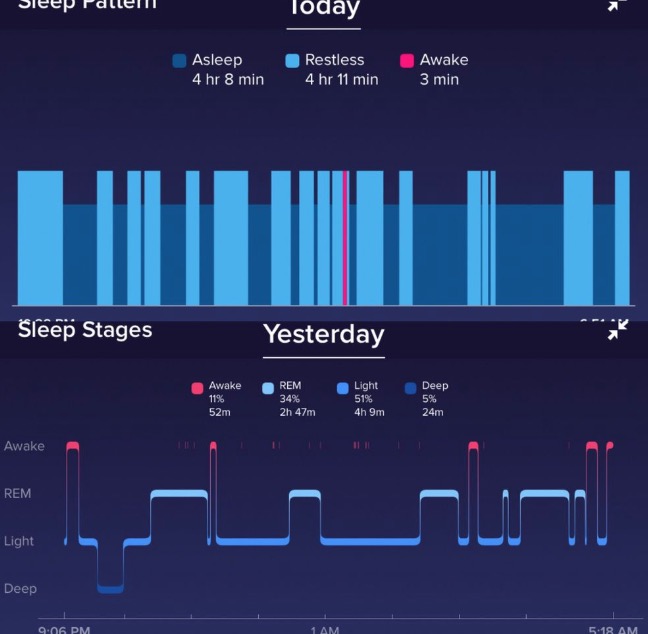 Sleep Pattern
Today
Asleep Restless Awake
4 hr 8 min 4 hr 11 min 3 min
Sleep Stages
Yesterday
Awake REM Light Deep
11% 34% 51% 5%
52m 2h 47m 4h 9m 24m
Awake
REM
Light
Deep
9:06 PM 1 AM 5:18 AM